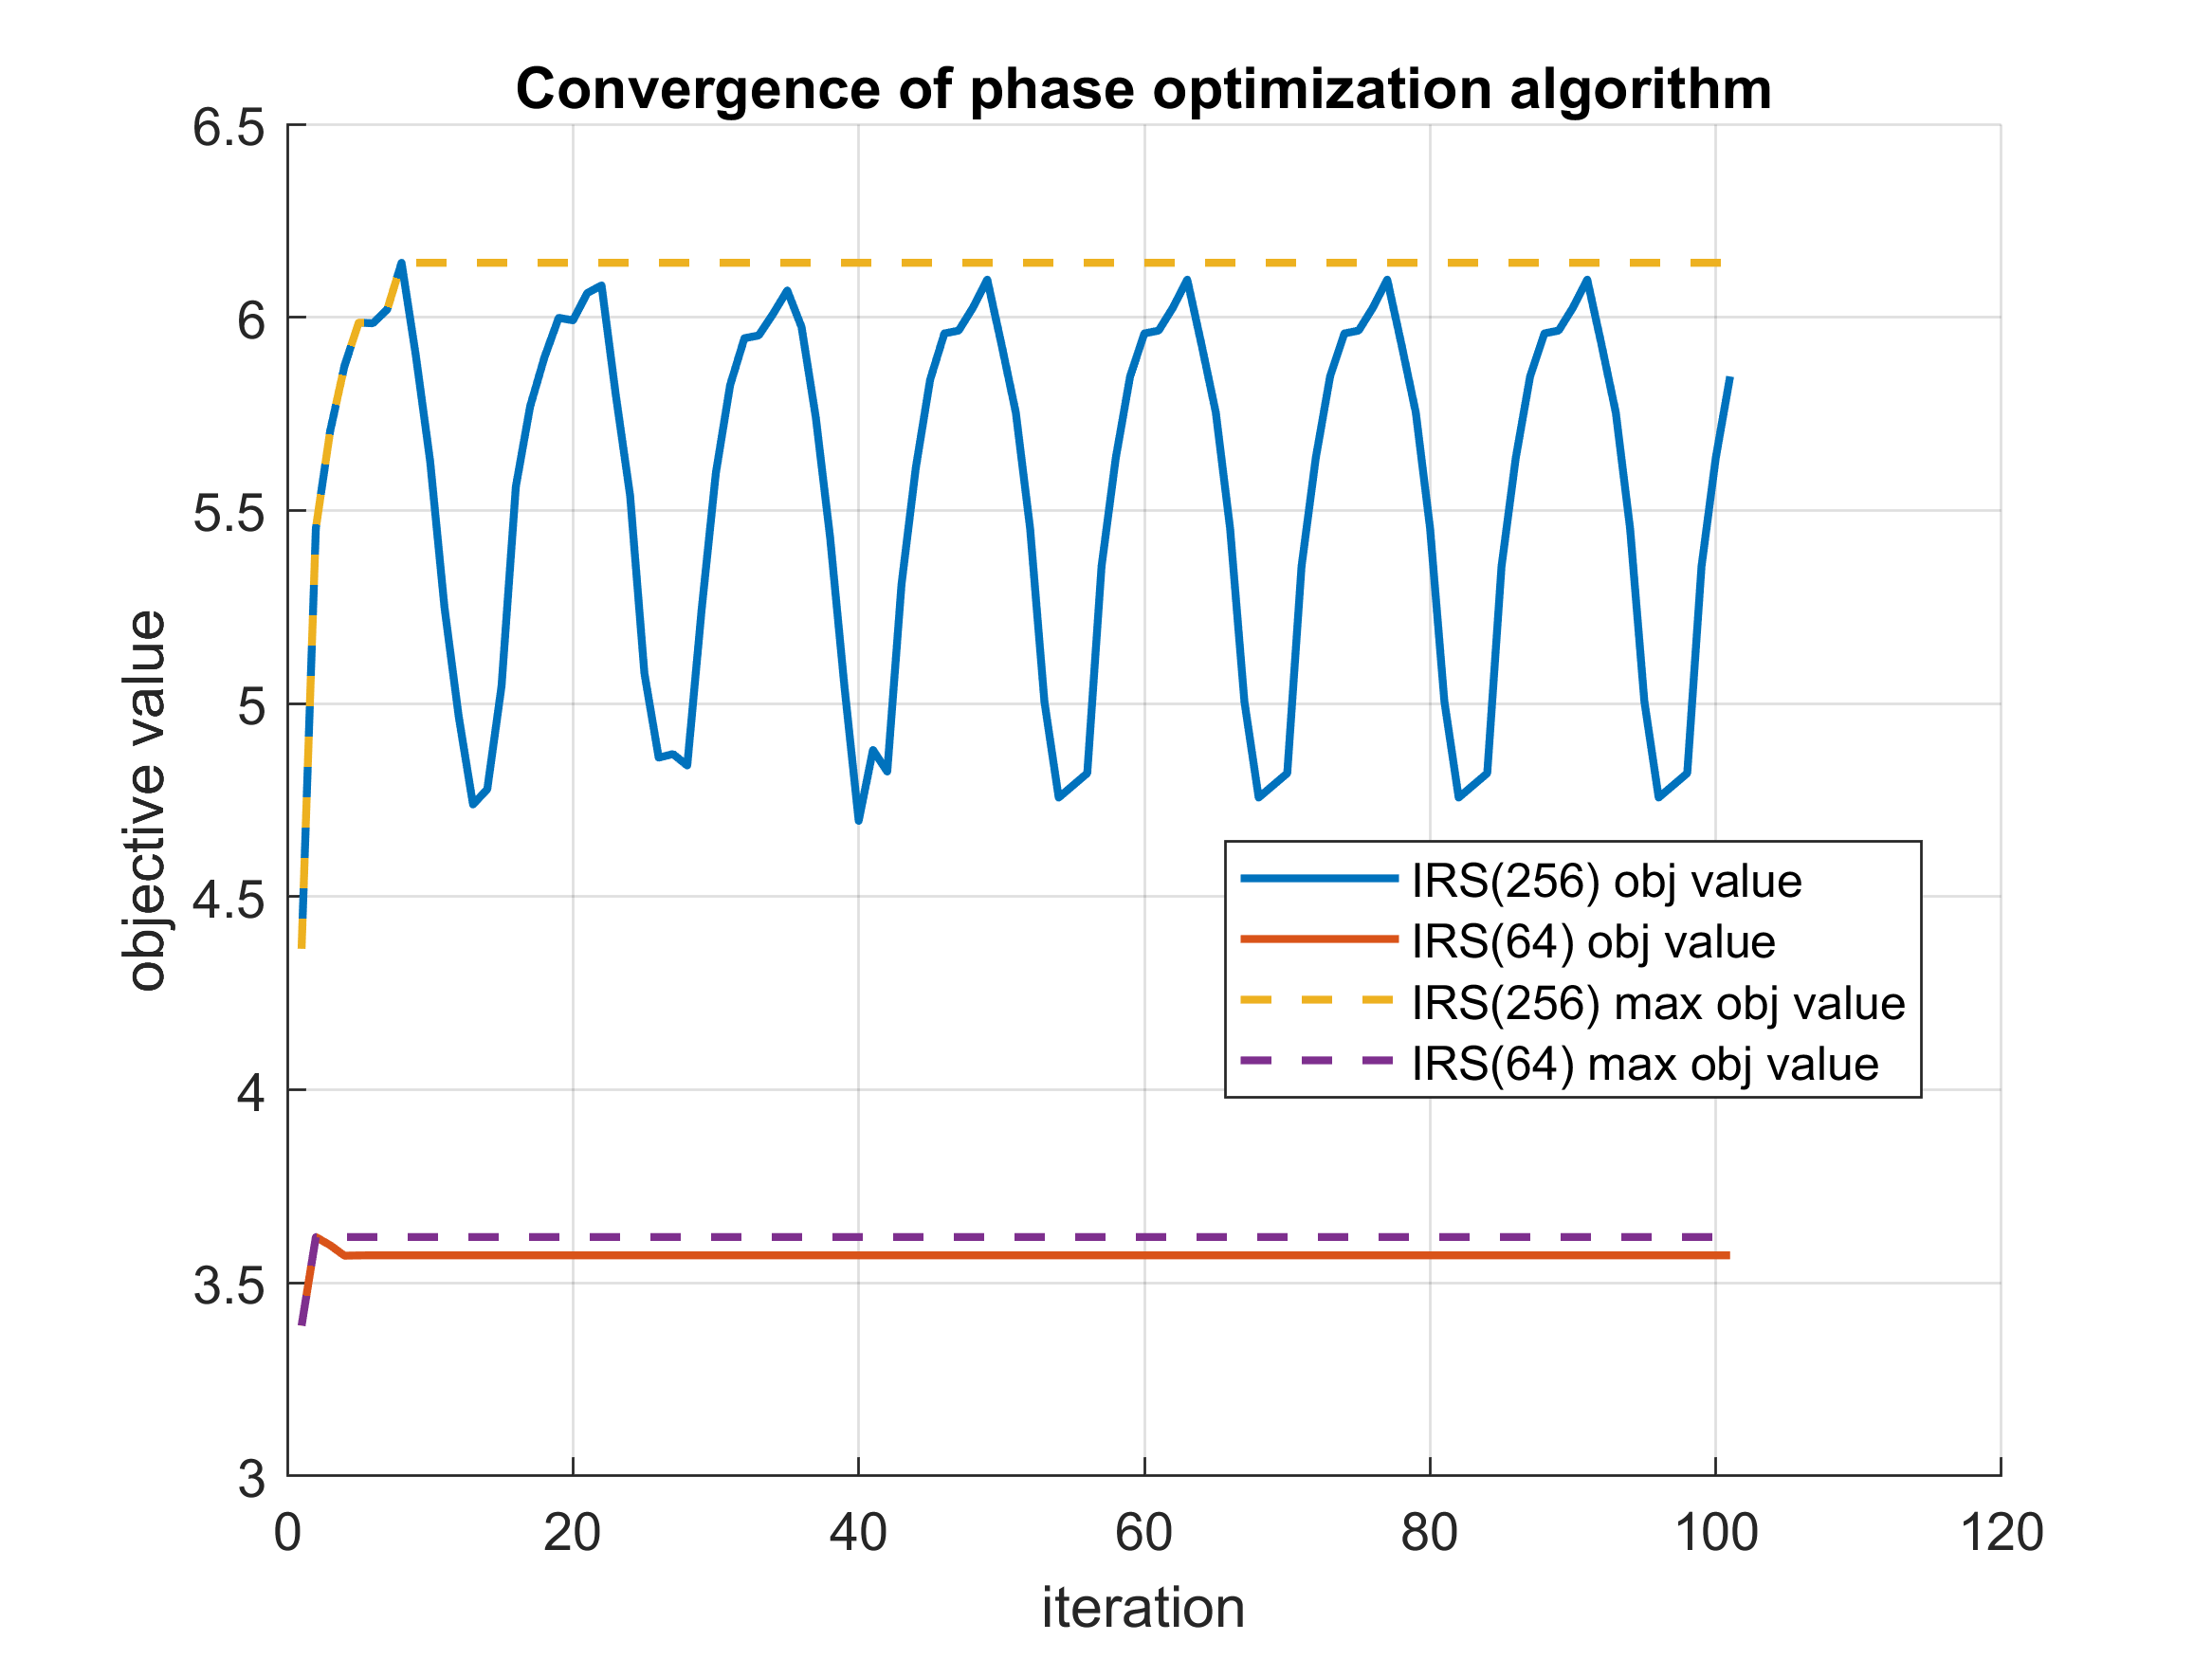 Convergence of phase optimization algorithm
6.5
6
5.5
5
4.5
4
3.5
3
objective value
IRS(256) obj value
IRS(64) obj value
IRS(256) max obj value
IRS(64) max obj value
0 20 40 60 80 100 120
iteration